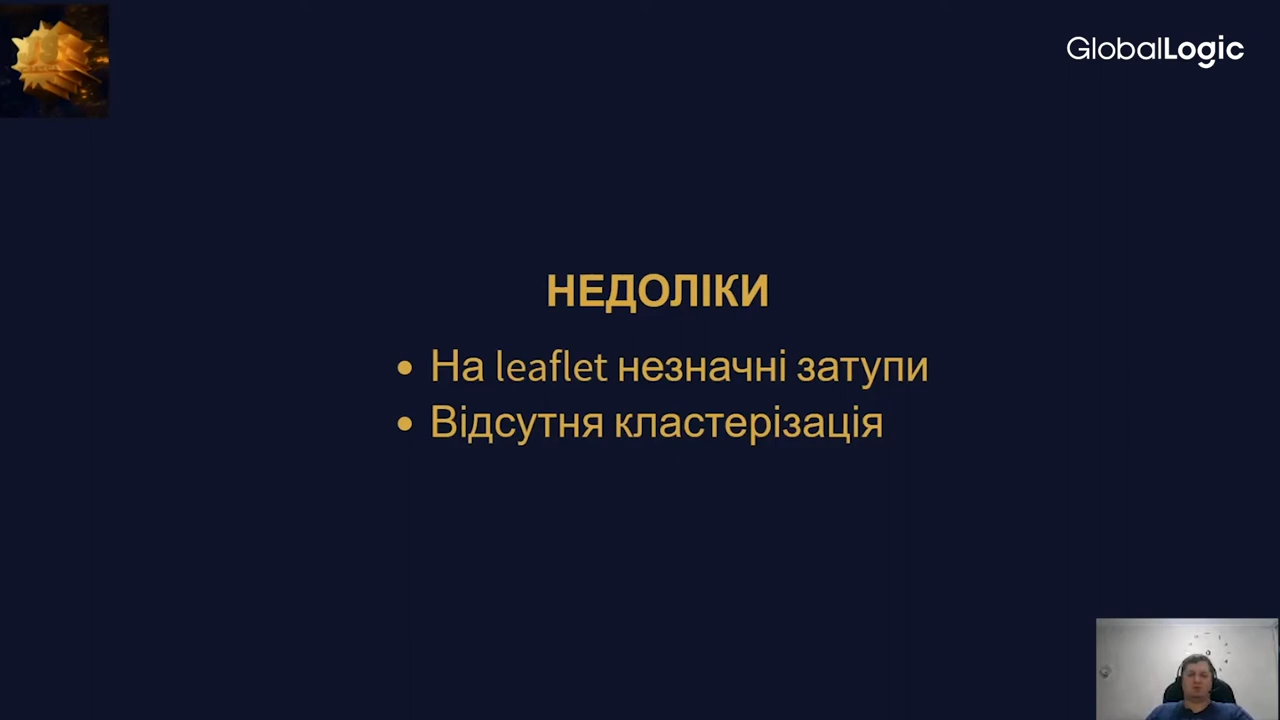 GlobalLogic
НЕДОЛІКИ
• На leaflet незначні затупи
• Відсутня кластерізація